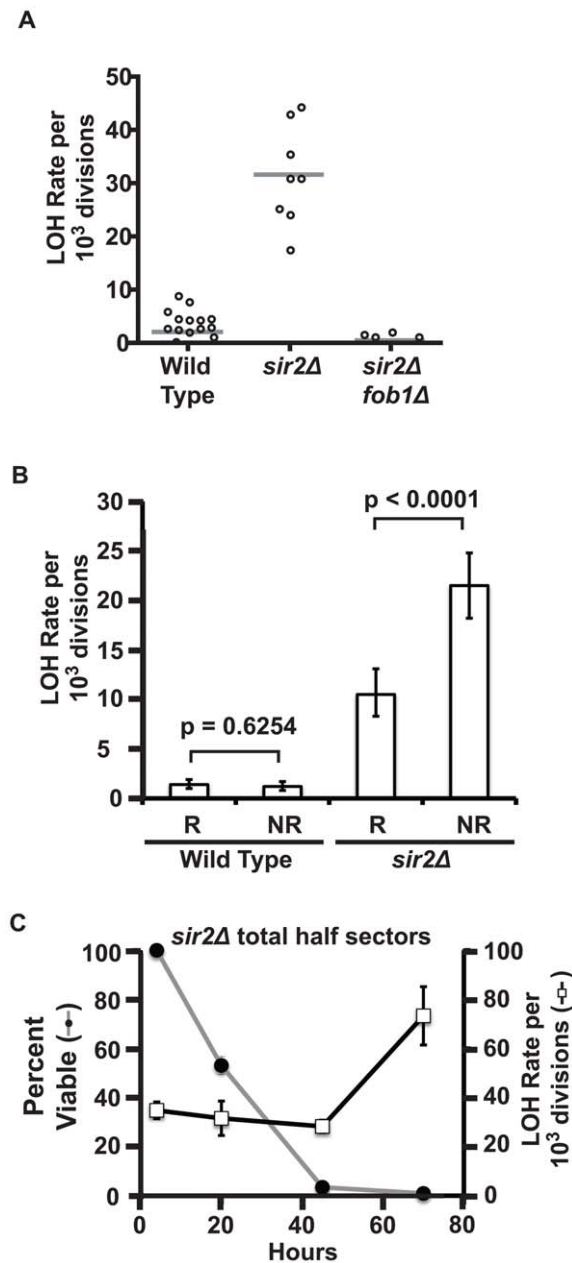 A
LOH Rate per
10³ divisions
50
40
30
20
10
0
Wild
Type
sir2Δ
sir2Δ
fob1Δ
B
LOH Rate per
10³ divisions
30
25
20
15
10
5
0
p = 0.6254
p < 0.0001
R
NR
R
NR
Wild Type
sir2Δ
C
sir2Δ total half sectors
Percent
Viable (-●-)
100
80
60
40
20
0
100
80
60
40
20
0
LOH Rate per
10³ divisions (-□-)
0
20
40
60
80
Hours